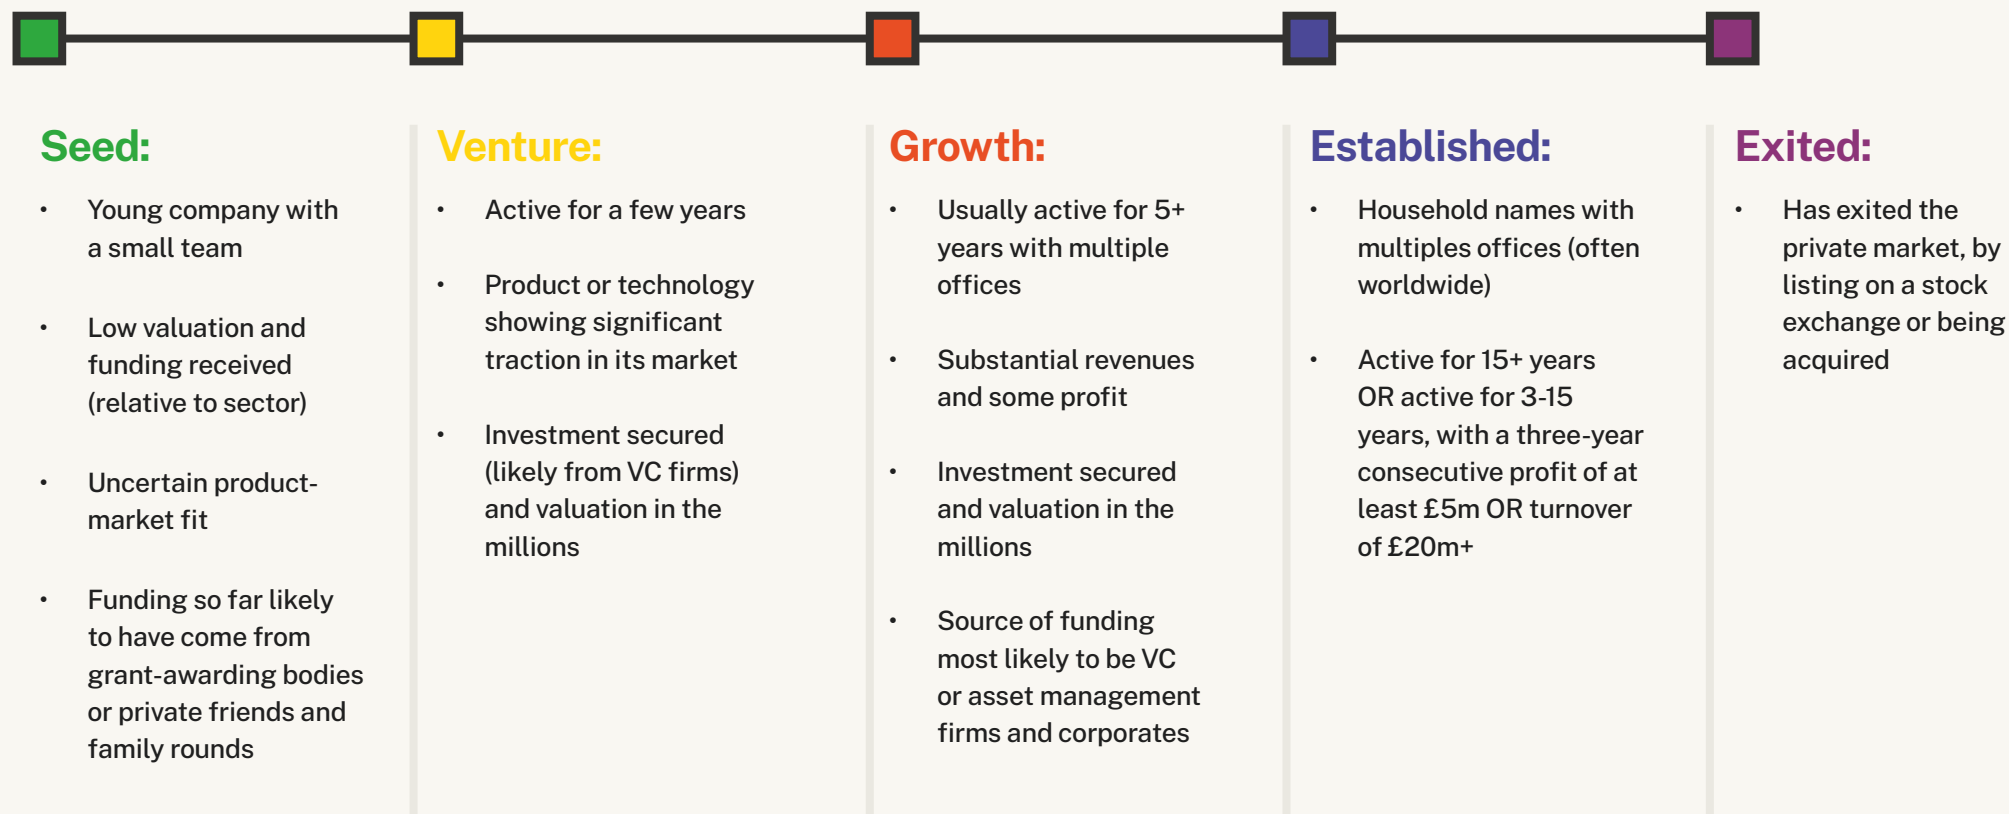 Seed:
• Young company with
a small team
• Low valuation and
funding received
(relative to sector)
• Uncertain product-
market fit
• Funding so far likely
to have come from
grant-awarding bodies
or private friends and
family rounds
Venture:
• Active for a few years
• Product or technology
showing significant
traction in its market
• Investment secured
(likely from VC firms)
and valuation in the
millions
Growth:
• Usually active for 5+
years with multiple
offices
• Substantial revenues
and some profit
• Investment secured
and valuation in the
millions
• Source of funding
most likely to be VC
or asset management
firms and corporates
Established:
• Household names with
multiples offices (often
worldwide)
• Active for 15+ years
OR active for 3-15
years, with a three-year
consecutive profit of at
least £5m OR turnover
of £20m+
Exited:
• Has exited the
private market, by
listing on a stock
exchange or being
acquired